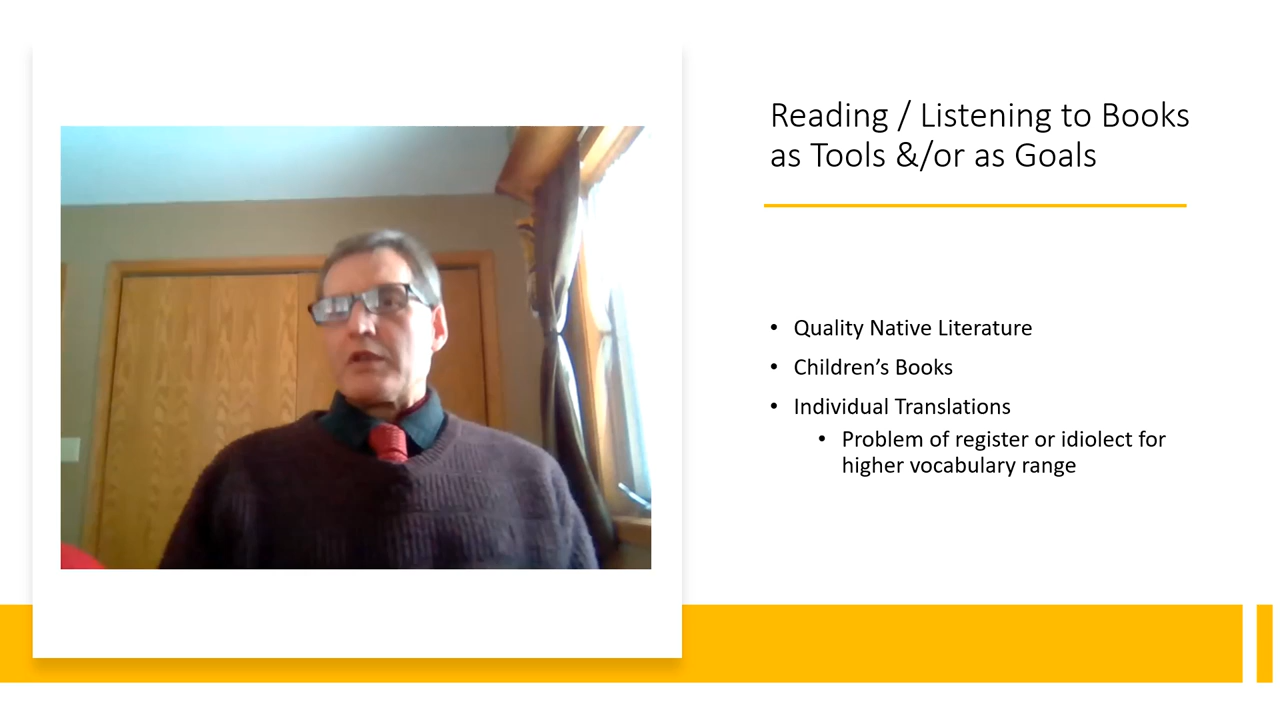 Reading / Listening to Books
as Tools &/or as Goals
• Quality Native Literature
• Children’s Books
• Individual Translations
• Problem of register or idiolect for
higher vocabulary range